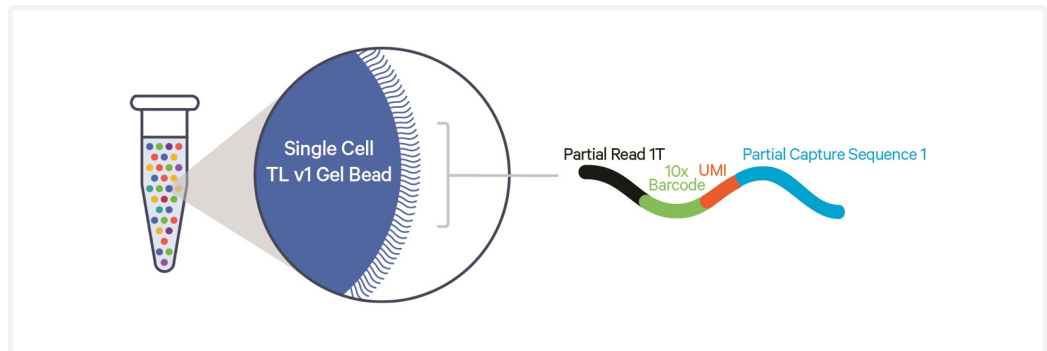 Single Cell
TL v1 Gel Bead
Partial Read 1T
10x
Barcode
UMI
Partial Capture Sequence 1